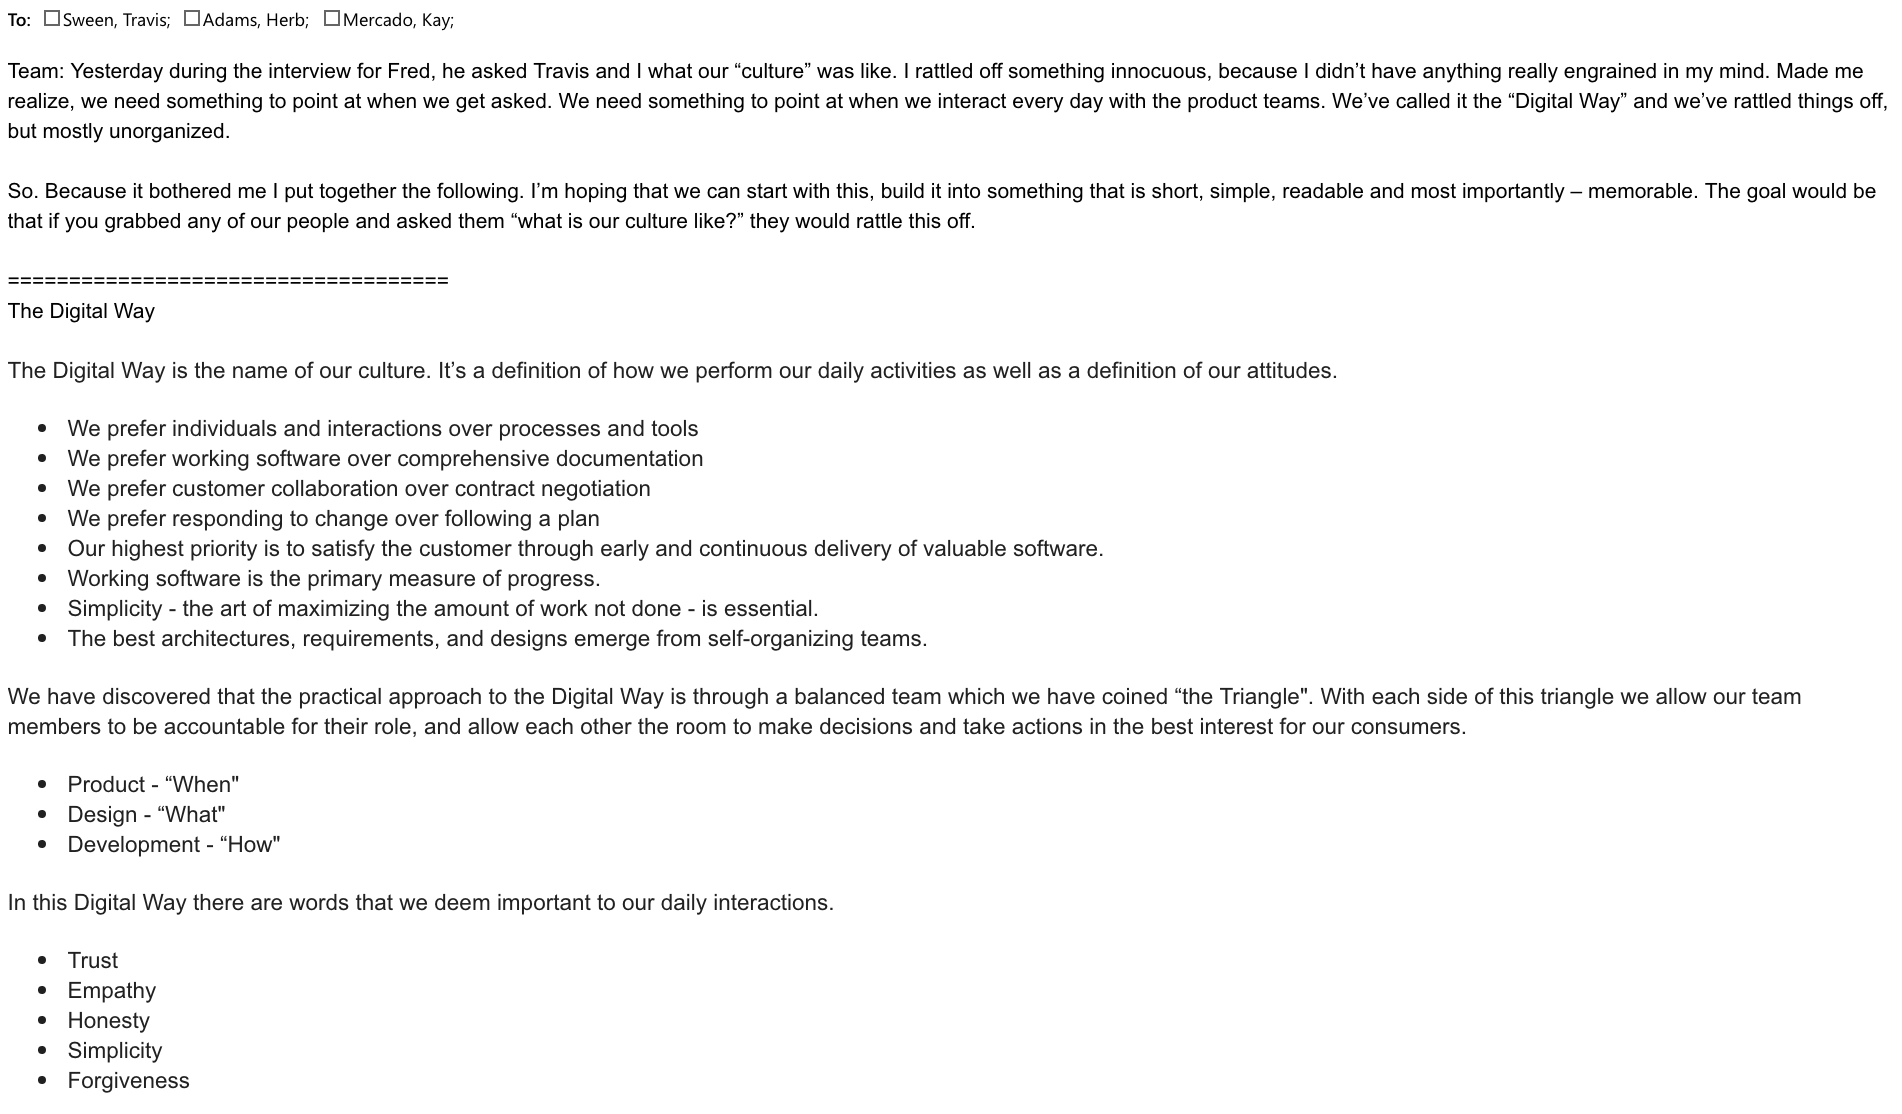 To: Sween, Travis; Adams, Herb; Mercado, Kay;
Team: Yesterday during the interview for Fred, he asked Travis and I what our “culture” was like. I rattled off something innocuous, because I didn’t have anything really engrained in my mind. Made me
realize, we need something to point at when we get asked. We need something to point at when we interact every day with the product teams. We’ve called it the “Digital Way” and we’ve rattled things off,
but mostly unorganized.
So. Because it bothered me I put together the following. I’m hoping that we can start with this, build it into something that is short, simple, readable and most importantly – memorable. The goal would be
that if you grabbed any of our people and asked them “what is our culture like?” they would rattle this off.
====================================
The Digital Way
The Digital Way is the name of our culture. It’s a definition of how we perform our daily activities as well as a definition of our attitudes.
• We prefer individuals and interactions over processes and tools
• We prefer working software over comprehensive documentation
• We prefer customer collaboration over contract negotiation
• We prefer responding to change over following a plan
• Our highest priority is to satisfy the customer through early and continuous delivery of valuable software.
• Working software is the primary measure of progress.
• Simplicity - the art of maximizing the amount of work not done - is essential.
• The best architectures, requirements, and designs emerge from self-organizing teams.
We have discovered that the practical approach to the Digital Way is through a balanced team which we have coined “the Triangle". With each side of this triangle we allow our team
members to be accountable for their role, and allow each other the room to make decisions and take actions in the best interest for our consumers.
• Product - “When"
• Design - “What"
• Development - “How"
In this Digital Way there are words that we deem important to our daily interactions.
• Trust
• Empathy
• Honesty
• Simplicity
• Forgiveness